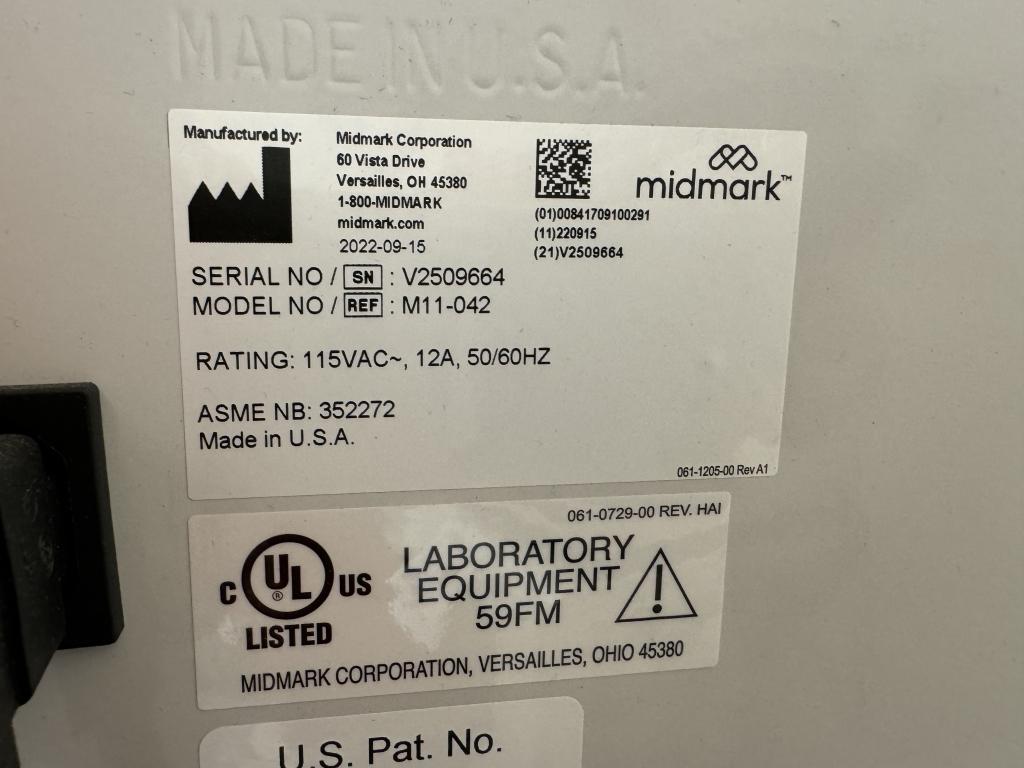 MADE IN U.S.A.
Manufactured by:
Midmark Corporation
60 Vista Drive
Versailles, OH 45380
1-800-MIDMARK
midmark.com
2022-09-15
midmark™
(01)00841709100291
(11)220915
(21)V2509664
SERIAL NO / SN : V2509664
MODEL NO / REF : M11-042
RATING: 115VAC~, 12A, 50/60HZ
ASME NB: 352272
Made in U.S.A.
061-1205-00 Rev A1
061-0729-00 REV. HAI
C UL ® US
LISTED
LABORATORY
EQUIPMENT
59FM
!
MIDMARK CORPORATION, VERSAILLES, OHIO 45380
U.S. Pat. No.